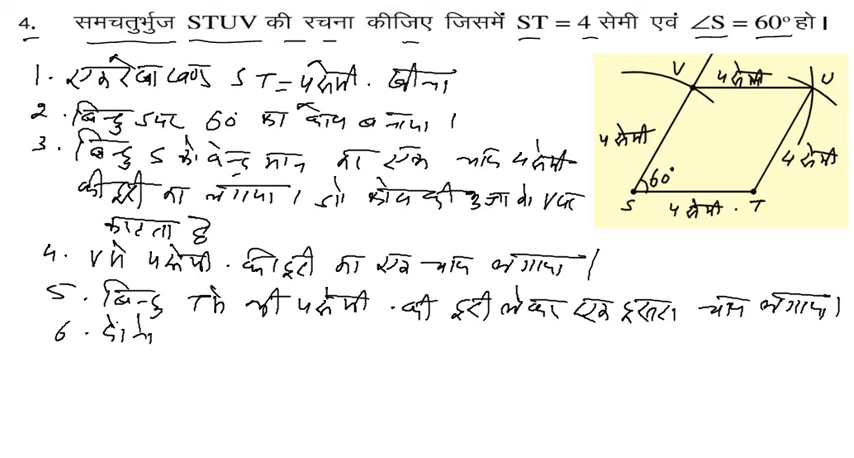 4. समचतुर्भुज STUV की रचना कीजिए जिसमें ST = 4 सेमी एवं ∠S = 60° हो।
1. एक रेखा खण्ड ST = 4 सेमी. खींचा
2. बिन्दु S पर 60° का कोण बनाया।
3. बिन्दु S को केन्द्र मान का एक चाप 4 सेमी
की दूरी का लगाया। जो कोण की भुजा को V पर
काटता है
4. V से 4 सेमी. की दूरी का एक चाप लगाया।
5. बिन्दु T से भी 4 सेमी. की दूरी लेकर एक दूसरा चाप लगाया।
6. दोनो
V 4 सेमी U
4 सेमी
4 सेमी
60°
S 4 सेमी. T